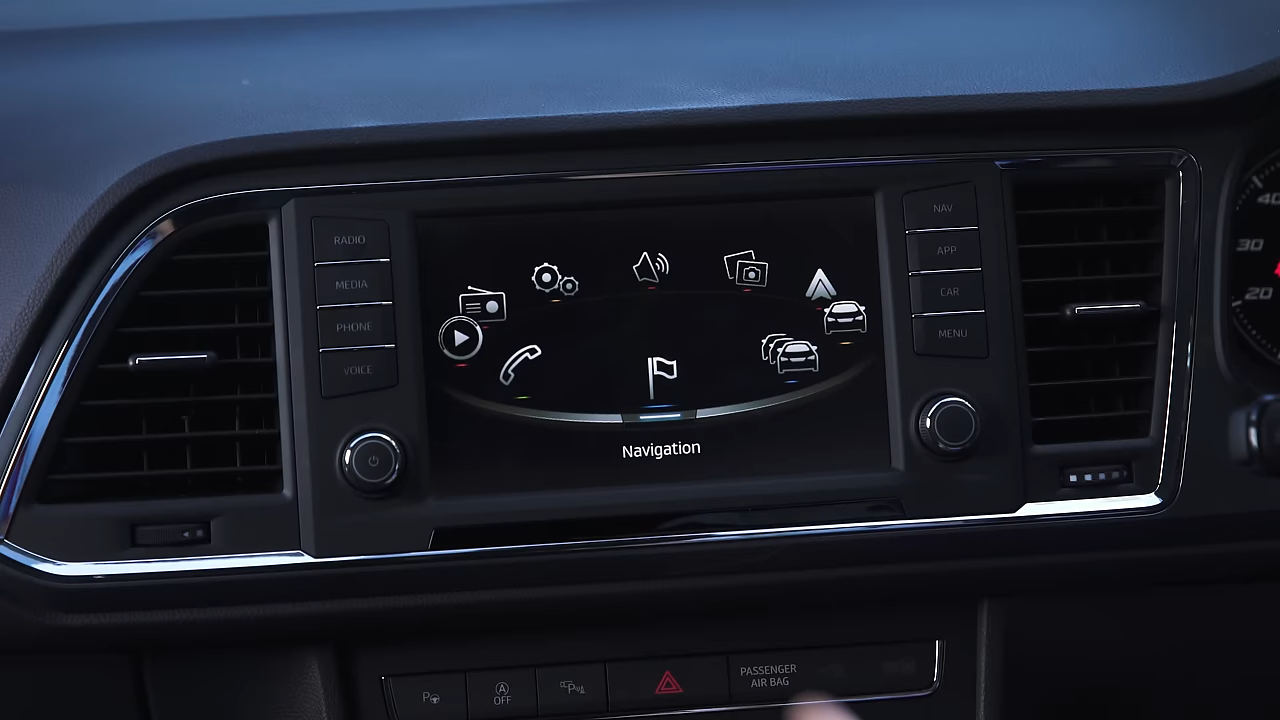 RADIO
MEDIA
PHONE
VOICE
Navigation
NAV
APP
CAR
MENU
40
30
20
P
A
OFF
P
PASSENGER
AIR BAG